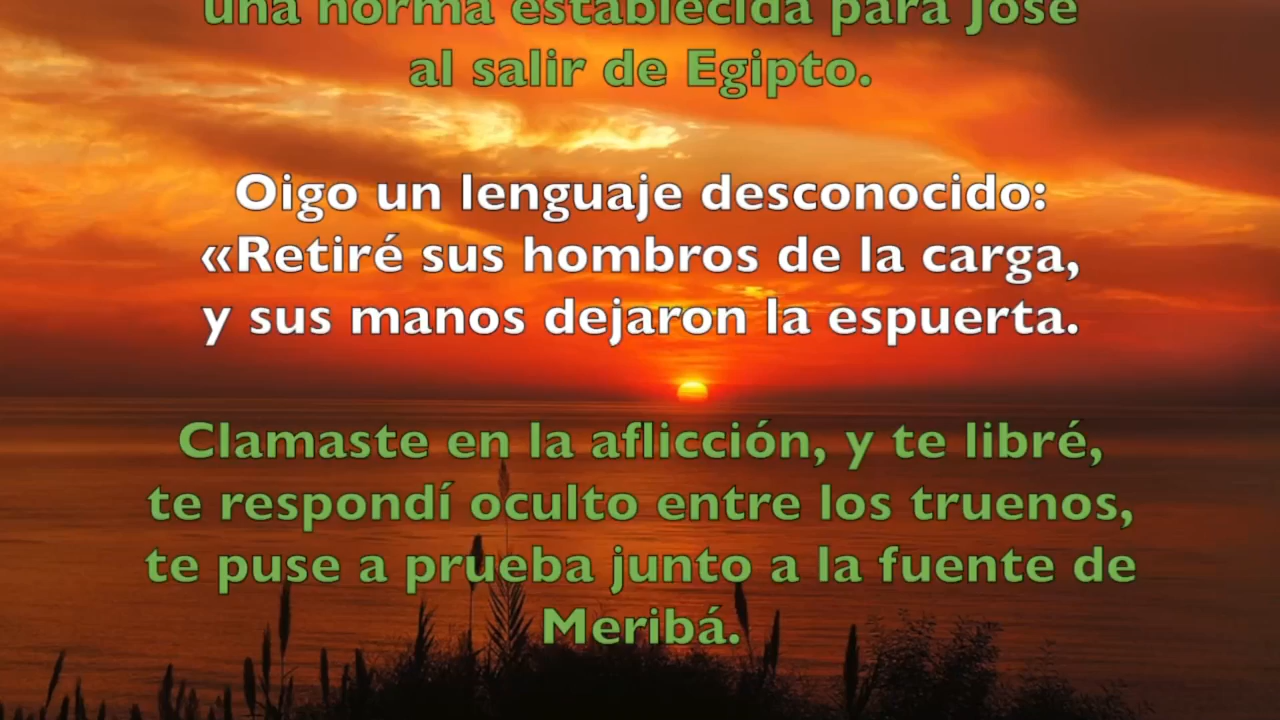 una norma establecida para José
al salir de Egipto.
Oigo un lenguaje desconocido:
«Retiré sus hombros de la carga,
y sus manos dejaron la espuerta.
Clamaste en la aflicción, y te libré,
te respondí oculto entre los truenos,
te puse a prueba junto a la fuente de
Meribá.